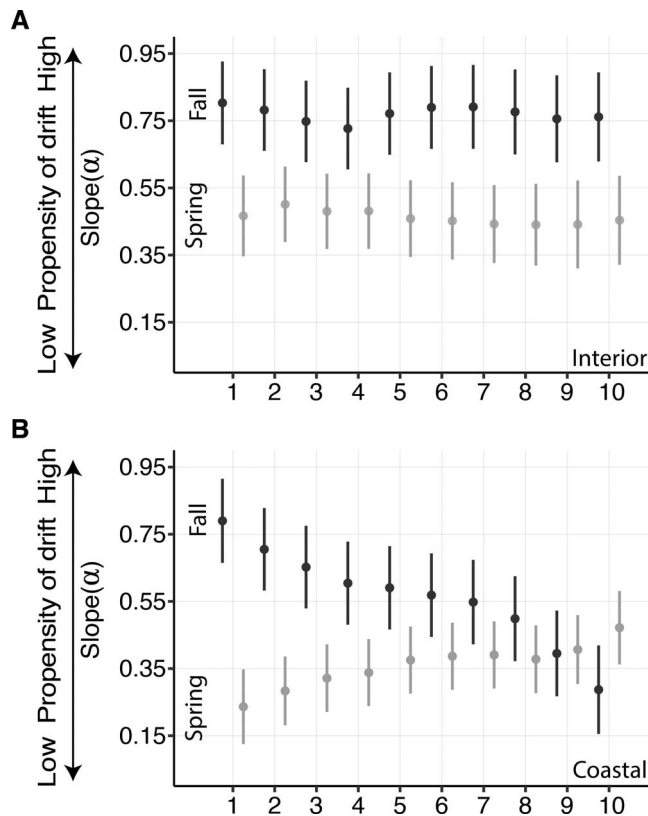 A
Low Propensity of drift High
Slope(α)
0.95
0.75
0.55
0.35
0.15
Fall
Spring
Interior
1 2 3 4 5 6 7 8 9 10
B
Low Propensity of drift High
Slope(α)
0.95
0.75
0.55
0.35
0.15
Fall
Spring
Coastal
1 2 3 4 5 6 7 8 9 10